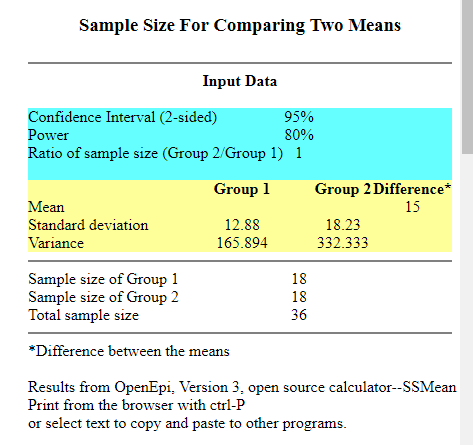 Sample Size For Comparing Two Means
Input Data
Confidence Interval (2-sided) 95%
Power 80%
Ratio of sample size (Group 2/Group 1) 1
Group 1 Group 2 Difference*
Mean 15
Standard deviation 12.88 18.23
Variance 165.894 332.333
Sample size of Group 1 18
Sample size of Group 2 18
Total sample size 36
*Difference between the means
Results from OpenEpi, Version 3, open source calculator--SSMean
Print from the browser with ctrl-P
or select text to copy and paste to other programs.